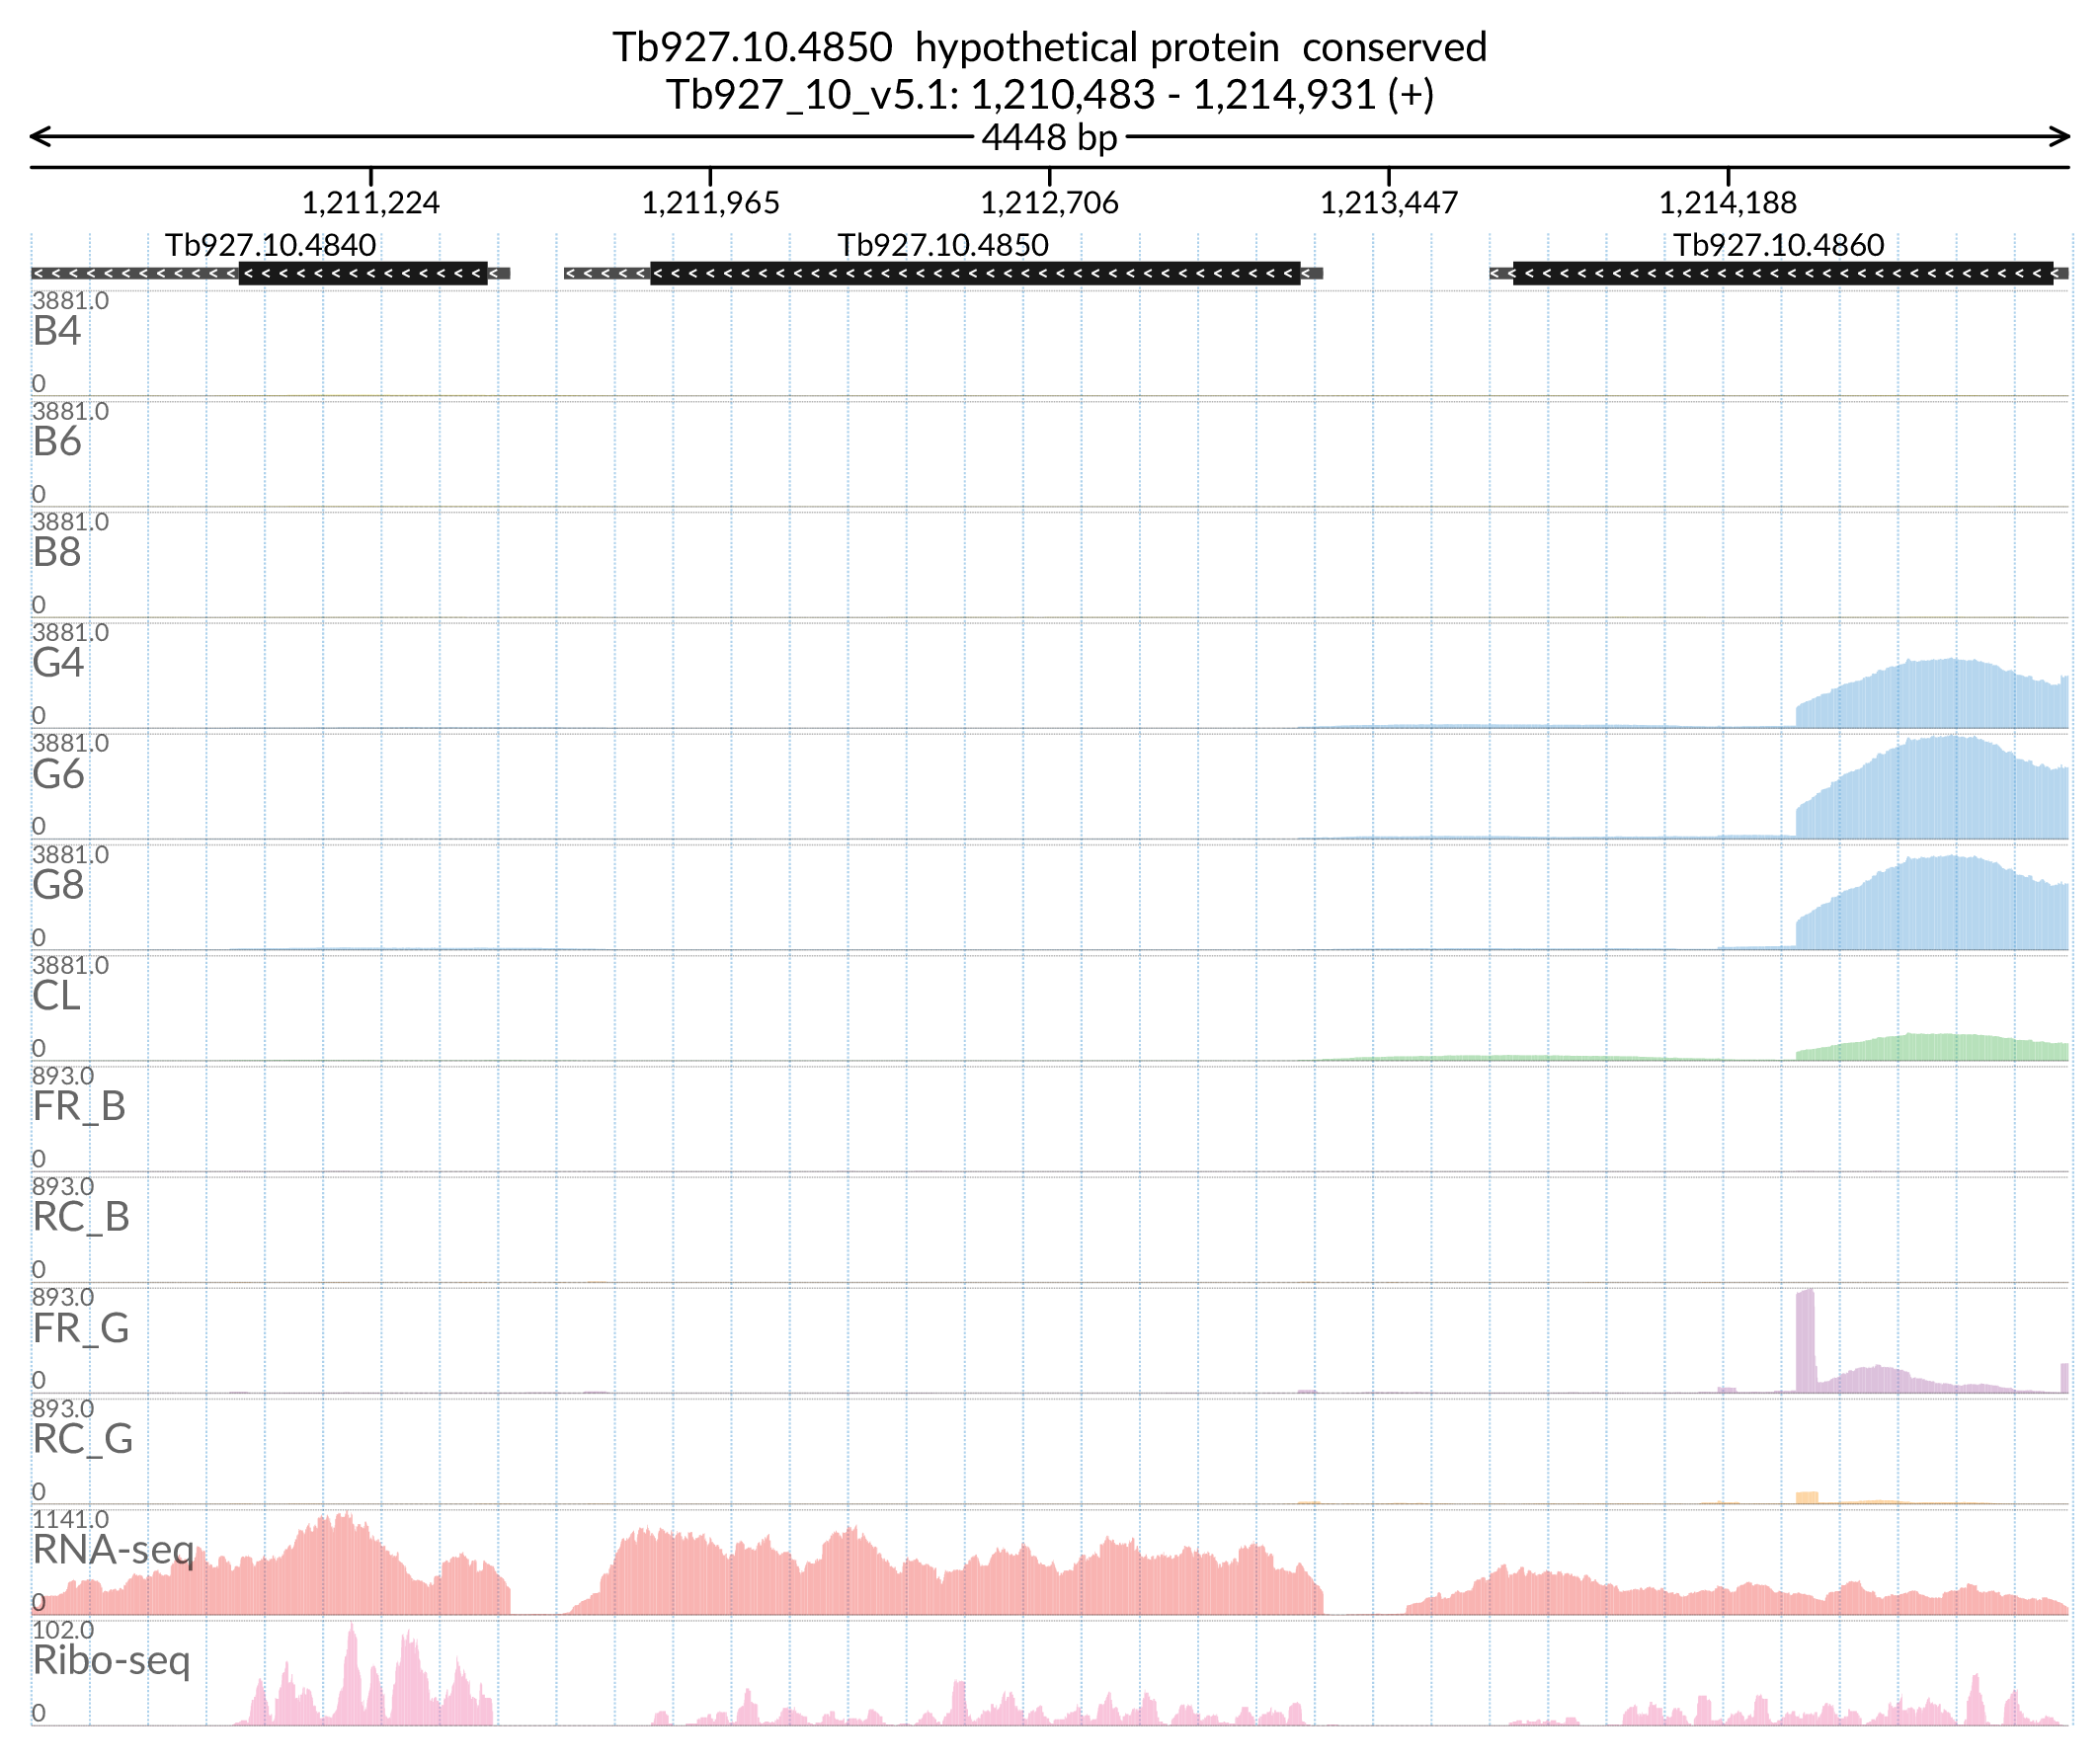 Tb927.10.4850  hypothetical protein  conserved
Tb927_10_v5.1: 1,210,483 - 1,214,931 (+)
4448 bp
1,211,224 1,211,965 1,212,706 1,213,447 1,214,188
Tb927.10.4840 Tb927.10.4850 Tb927.10.4860
3881.0
B4
0
3881.0
B6
0
3881.0
B8
0
3881.0
G4
0
3881.0
G6
0
3881.0
G8
0
3881.0
CL
0
893.0
FR_B
0
893.0
RC_B
0
893.0
FR_G
0
893.0
RC_G
0
1141.0
RNA-seq
0
102.0
Ribo-seq
0